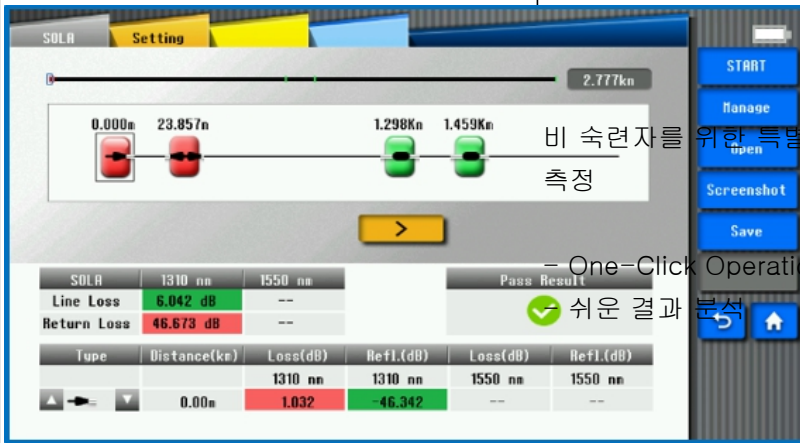 SOLA Setting
START
2.777km
Manage
0.000m 23.857m 1.298Km 1.459Km
비 숙련자를 위한 특별
Open
측정
Screenshot
>
Save
- One-Click Operatio
SOLA 1310 nm 1550 nm Pass Result
Line Loss 6.042 dB --
- 쉬운 결과 분석
Return Loss 46.673 dB --
Type Distance(km) Loss(dB) Refl.(dB) Loss(dB) Refl.(dB)
1310 nm 1310 nm 1550 nm 1550 nm
0.00m 1.032 -46.342 -- --